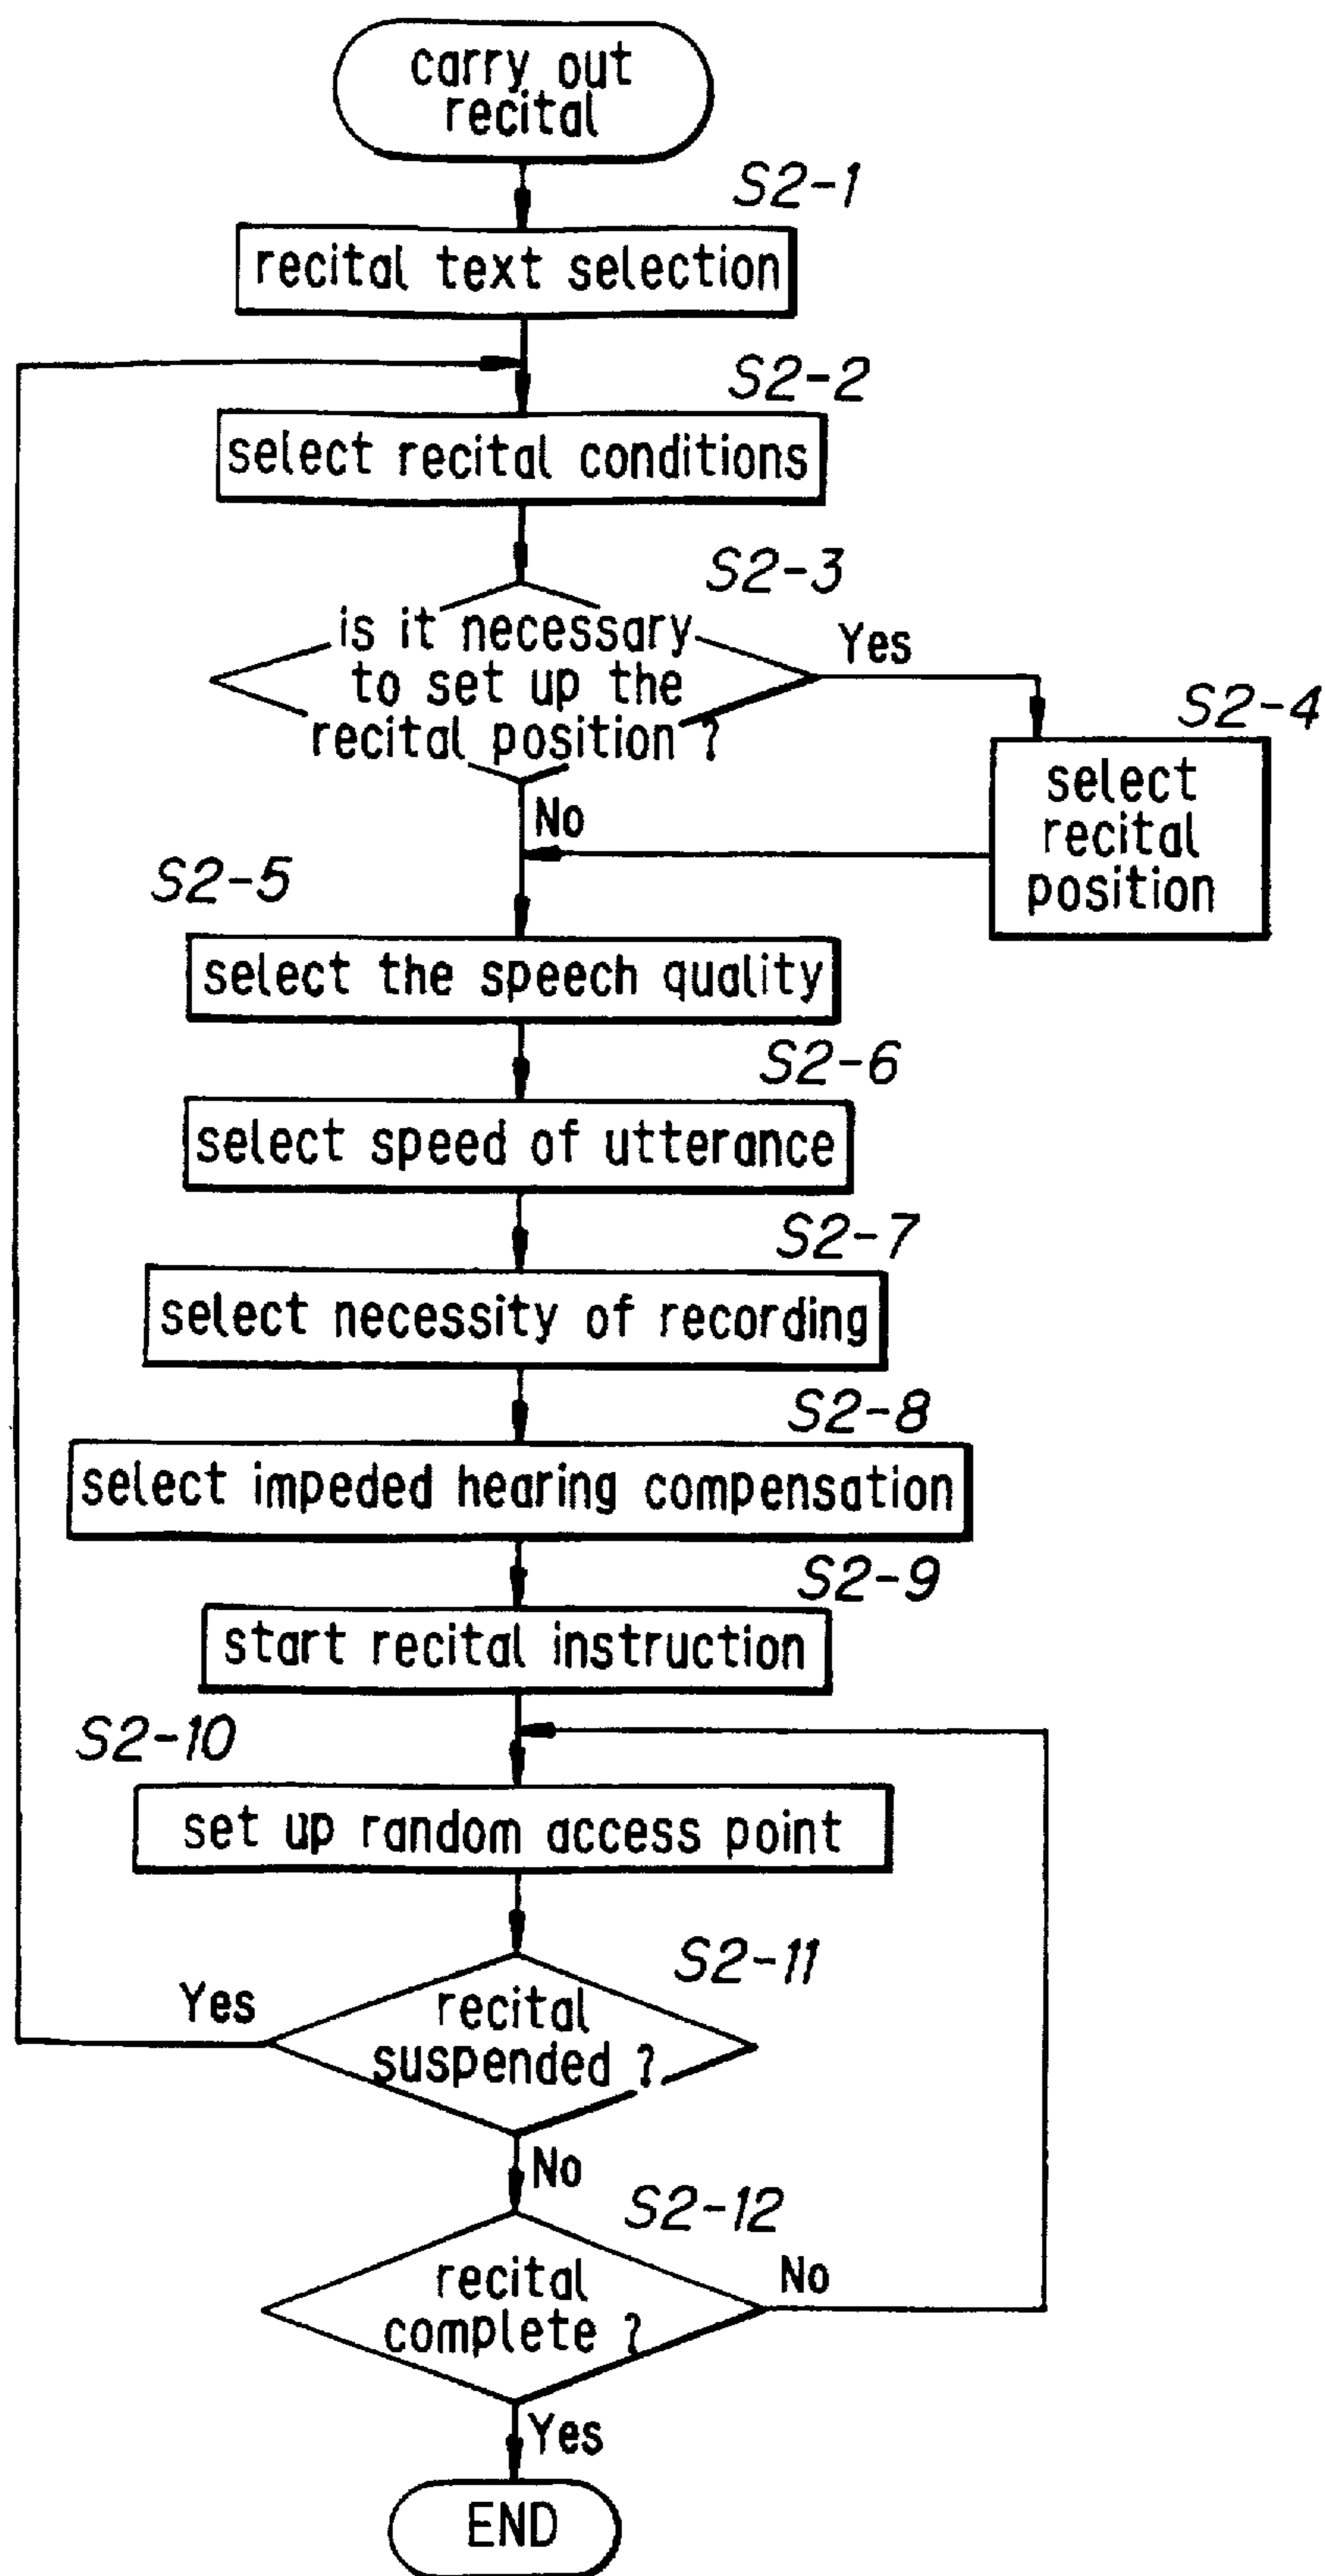 carry out
recital
S2-1
recital text selection
S2-2
select recital conditions
S2-3
is it necessary
to set up the
recital position ?
Yes
S2-4
select
recital
position
No
S2-5
select the speech quality
S2-6
select speed of utterance
S2-7
select necessity of recording
S2-8
select impeded hearing compensation
S2-9
start recital instruction
S2-10
set up random access point
S2-11
Yes
recital
suspended ?
No
S2-12
recital
complete ?
No
Yes
END